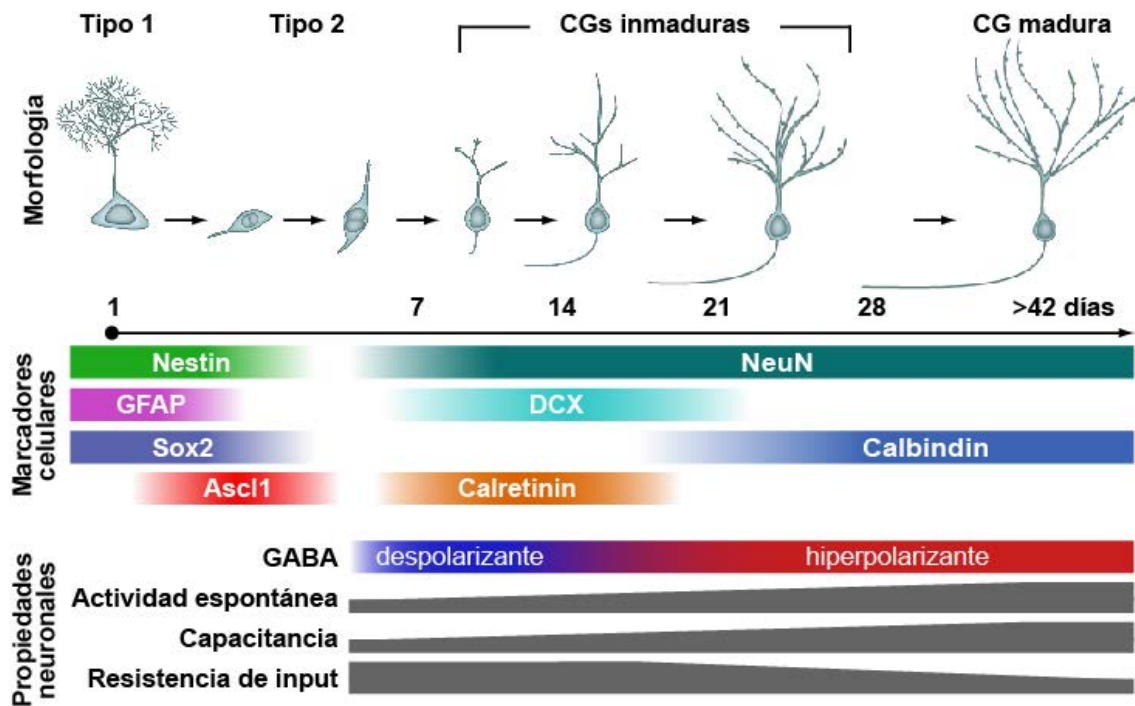 Tipo 1 Tipo 2 CGs inmaduras CG madura
Morfología
1 7 14 21 28 >42 días
Marcadores
celulares
Nestin NeuN
GFAP DCX
Sox2 Calbindin
Ascl1 Calretinin
Propiedades
neuronales
GABA despolarizante hiperpolarizante
Actividad espontánea
Capacitancia
Resistencia de input